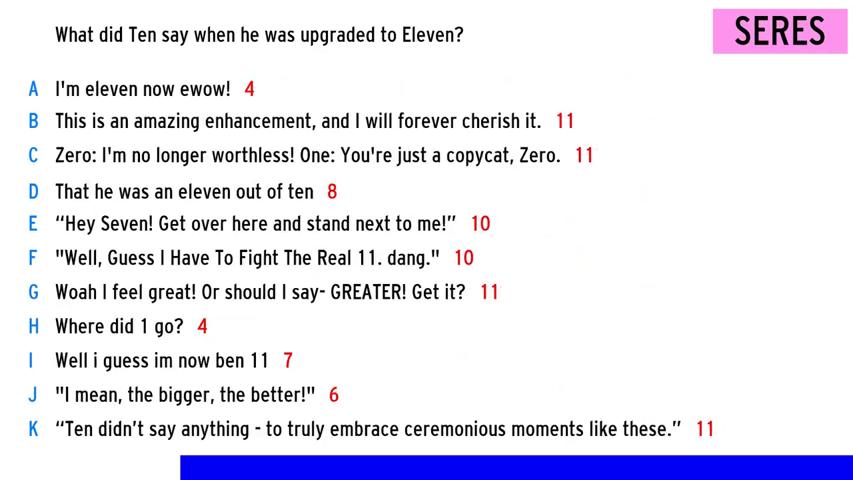 What did Ten say when he was upgraded to Eleven?
SERES
A I'm eleven now ewow! 4
B This is an amazing enhancement, and I will forever cherish it. 11
C Zero: I'm no longer worthless! One: You're just a copycat, Zero. 11
D That he was an eleven out of ten 8
E “Hey Seven! Get over here and stand next to me!” 10
F "Well, Guess I Have To Fight The Real 11. dang." 10
G Woah I feel great! Or should I say- GREATER! Get it? 11
H Where did 1 go? 4
I Well i guess im now ben 11 7
J "I mean, the bigger, the better!" 6
K “Ten didn’t say anything - to truly embrace ceremonious moments like these.” 11